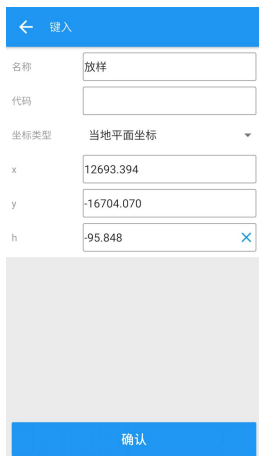 键入
名称 放样
代码
坐标类型 当地平面坐标
x 12693.394
y -16704.070
h -95.848
确认